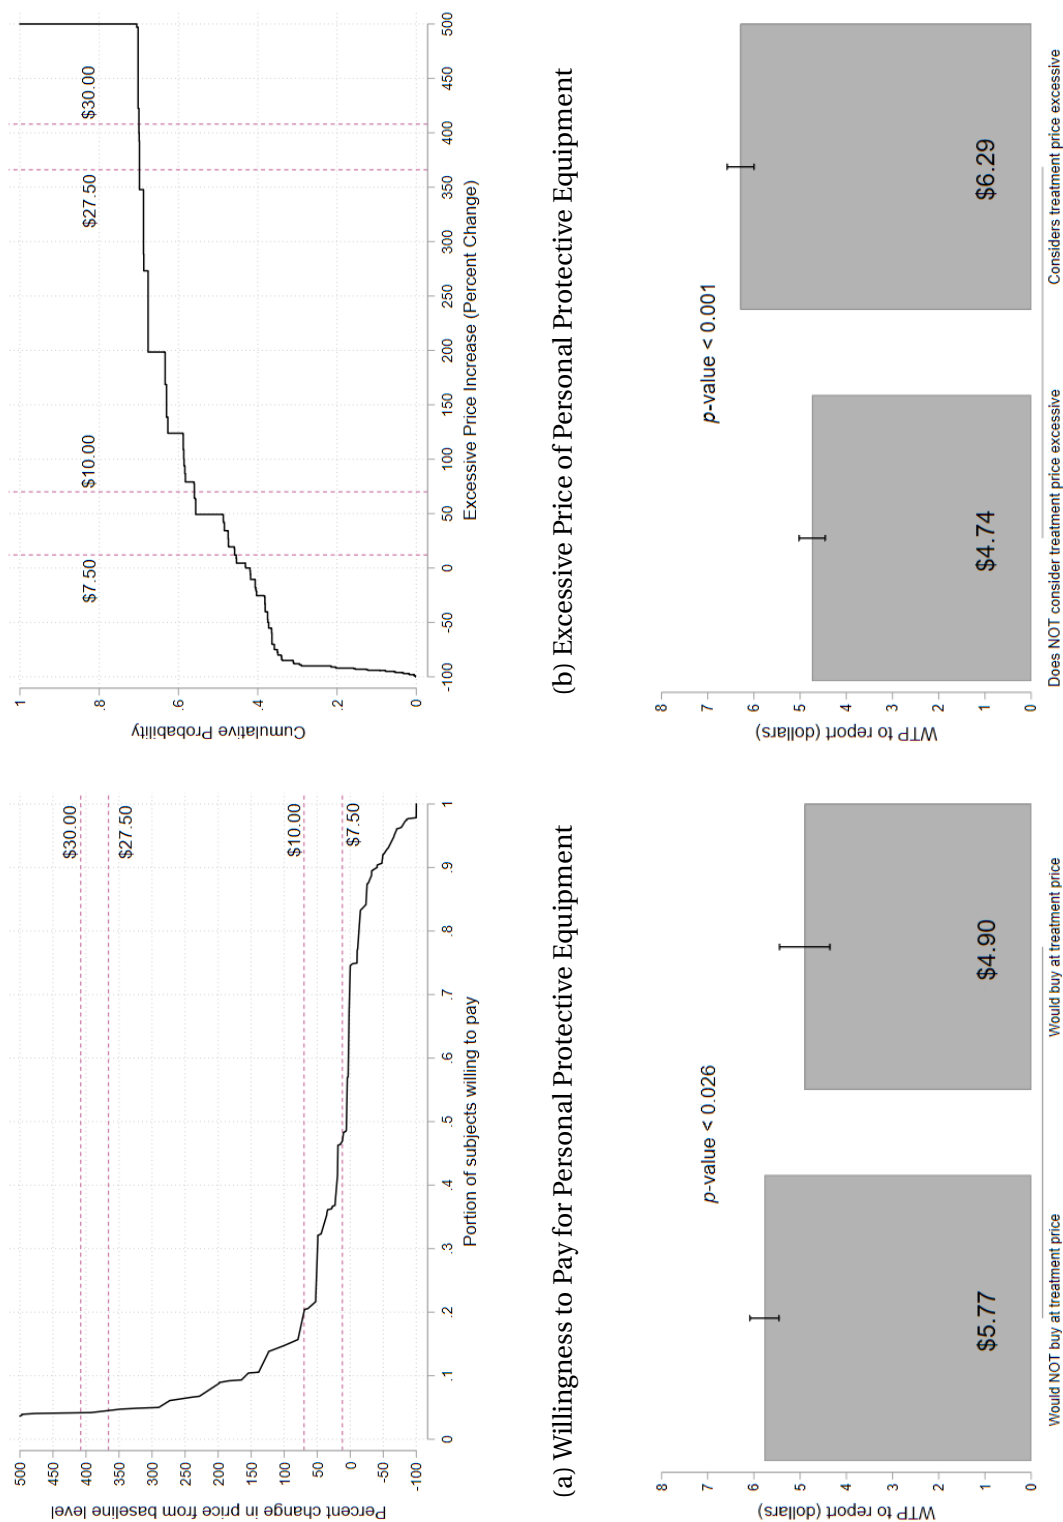 Percent change in price from baseline level
500
450
400
350
300
250
200
150
100
50
0
-50
-100
$30.00
$27.50
$10.00
$7.50
0 .1 .2 .3 .4 .5 .6 .7 .8 .9 1
Portion of subjects willing to pay
(a) Willingness to Pay for Personal Protective Equipment
Cumulative Probability
1
.8
.6
.4
.2
0
$7.50 $10.00 $27.50 $30.00
-100 -50 0 50 100 150 200 250 300 350 400 450 500
Excessive Price Increase (Percent Change)
(b) Excessive Price of Personal Protective Equipment
WTP to report (dollars)
8
7
6
5
4
3
2
1
0
p-value < 0.026
$5.77 $4.90
Would NOT buy at treatment price Would buy at treatment price
WTP to report (dollars)
8
7
6
5
4
3
2
1
0
p-value < 0.001
$4.74 $6.29
Does NOT consider treatment price excessive Considers treatment price excessive